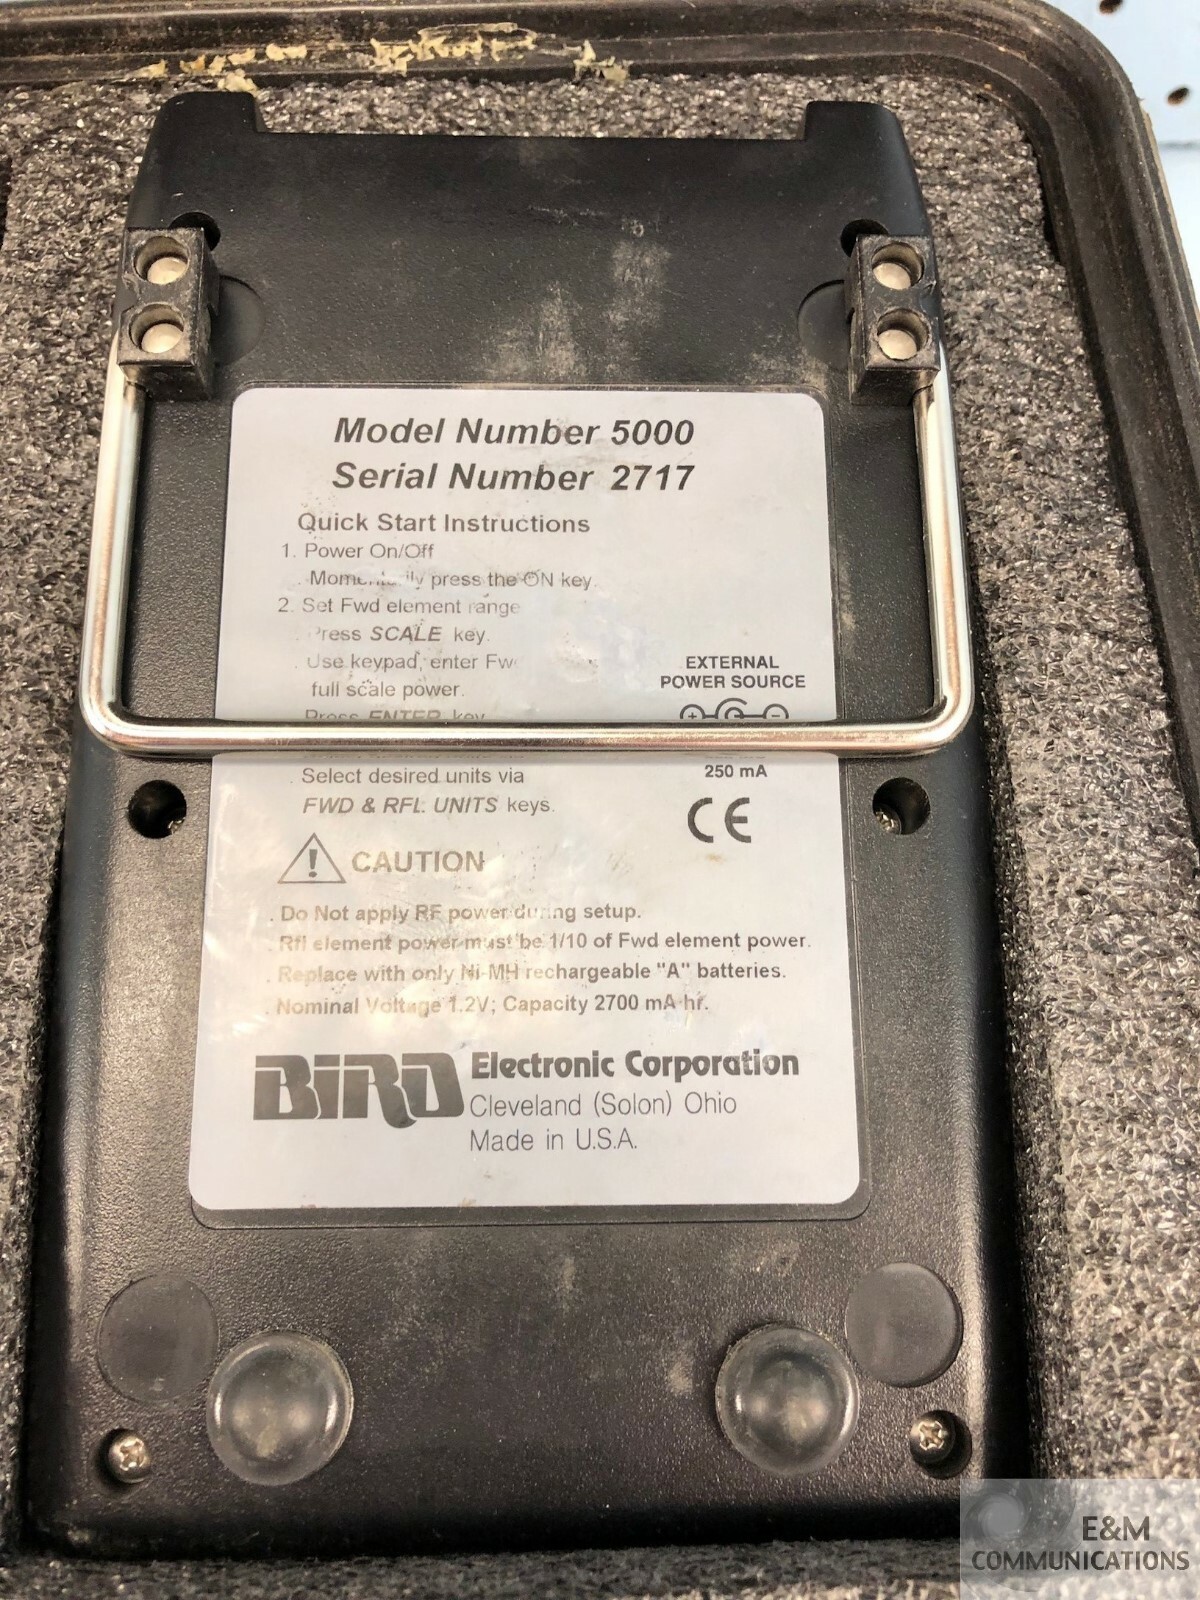 Model Number 5000
Serial Number 2717
Quick Start Instructions
1. Power On/Off
. Momentarily press the ON key.
2. Set Fwd element range
. Press SCALE key.
. Use keypad, enter Fwd
full scale power.
. Press ENTER key
. Select desired units via
FWD & RFL UNITS keys.
EXTERNAL
POWER SOURCE
+ C -
250 mA
CE
! CAUTION
. Do Not apply RF power during setup.
. Rfl element power must be 1/10 of Fwd element power.
. Replace with only Ni-MH rechargeable "A" batteries.
. Nominal Voltage 1.2V; Capacity 2700 mA-hr.
BIRD Electronic Corporation
Cleveland (Solon) Ohio
Made in U.S.A.
E&M
COMMUNICATIONS